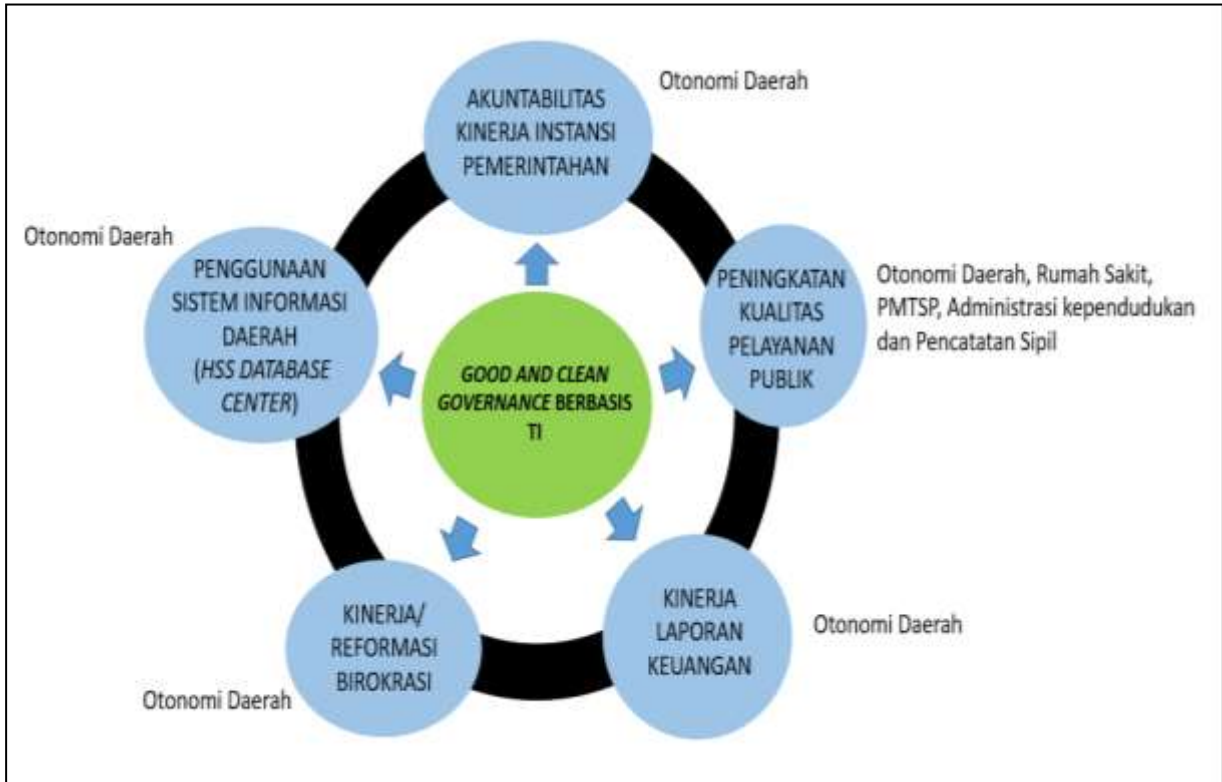 AKUNTABILITAS
KINERJA INSTANSI
PEMERINTAHAN
Otonomi Daerah
Otonomi Daerah
PENGGUNAAN
SISTEM INFORMASI
DAERAH
(HSS DATABASE
CENTER)
PENINGKATAN
KUALITAS
PELAYANAN
PUBLIK
Otonomi Daerah, Rumah Sakit,
PMTSP, Administrasi kependudukan
dan Pencatatan Sipil
GOOD AND CLEAN
GOVERNANCE BERBASIS
TI
KINERJA/
REFORMASI
BIROKRASI
Otonomi Daerah
KINERJA
LAPORAN
KEUANGAN
Otonomi Daerah